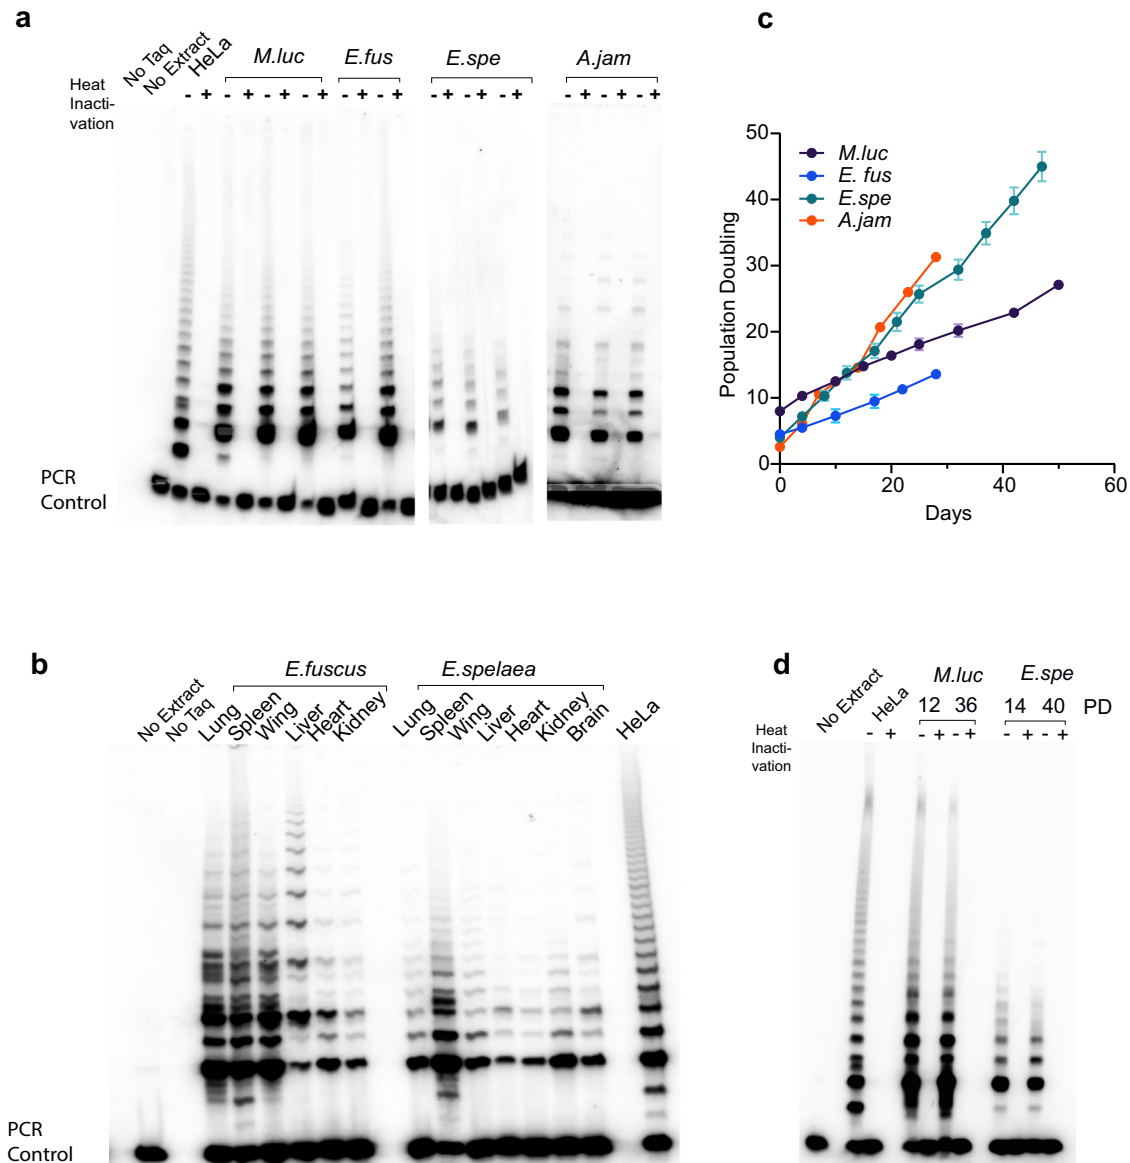 a
No Taq
No Extract
HeLa
M.luc
E.fus
E.spe
A.jam
Heat
Inacti-
vation
- + - + - + - + - + - + - + - + - + - + - + - +
PCR
Control
c
Population Doubling
50
40
30
20
10
0
M.luc
E. fus
E.spe
A.jam
0 20 40 60
Days
b
E.fuscus
E.spelaea
No Extract
No Taq
Lung
Spleen
Wing
Liver
Heart
Kidney
Lung
Spleen
Wing
Liver
Heart
Kidney
Brain
HeLa
PCR
Control
d
No Extract
HeLa
M.luc
E.spe
12 36 14 40 PD
Heat
Inacti-
vation
- + - + - + - + - +